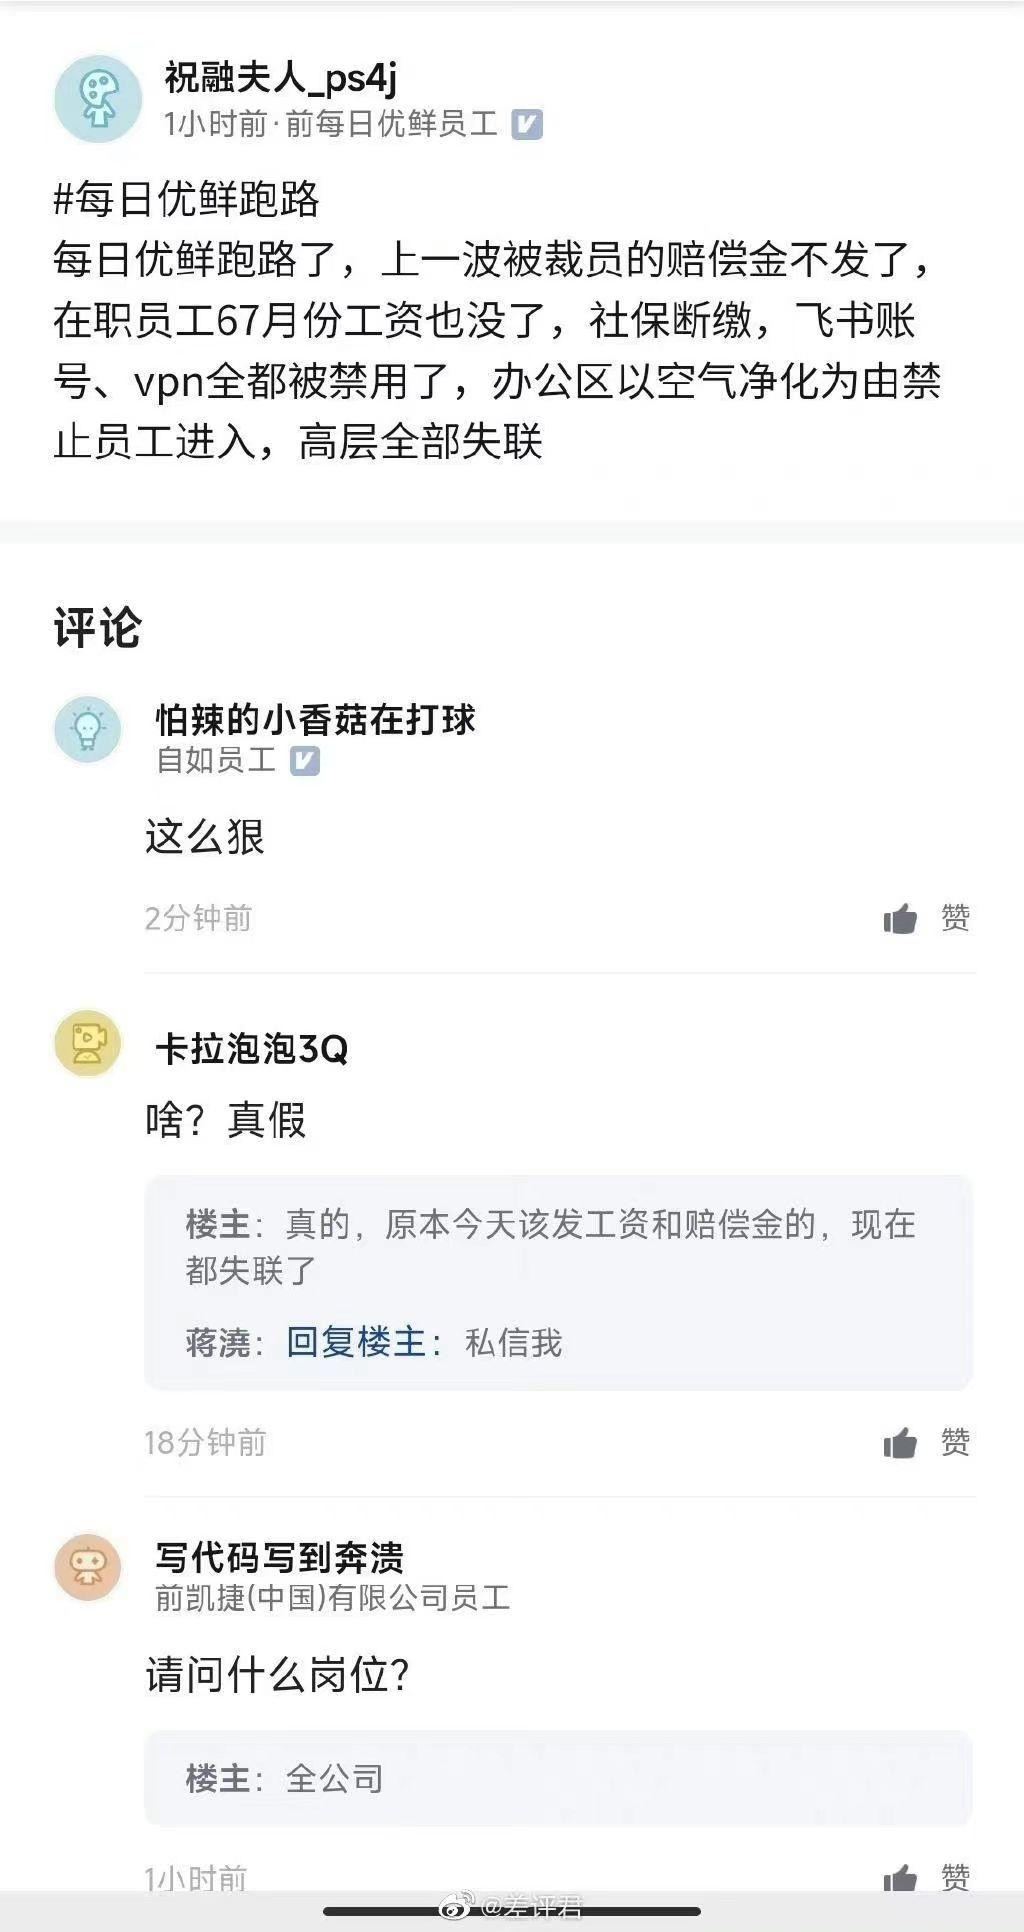 祝融夫人_ps4j
1小时前·前每日优鲜员工
#每日优鲜跑路
每日优鲜跑路了，上一波被裁员的赔偿金不发了，
在职员工67月份工资也没了，社保断缴，飞书账
号、vpn全都被禁用了，办公区以空气净化为由禁
止员工进入，高层全部失联
评论
怕辣的小香菇在打球
自如员工
这么狠
2分钟前 赞
卡拉泡泡3Q
啥？真假
楼主：真的，原本今天该发工资和赔偿金的，现在
都失联了
蒋澆：回复楼主：私信我
18分钟前 赞
写代码写到奔溃
前凯捷(中国)有限公司员工
请问什么岗位？
楼主：全公司
1小时前 赞
@差评君